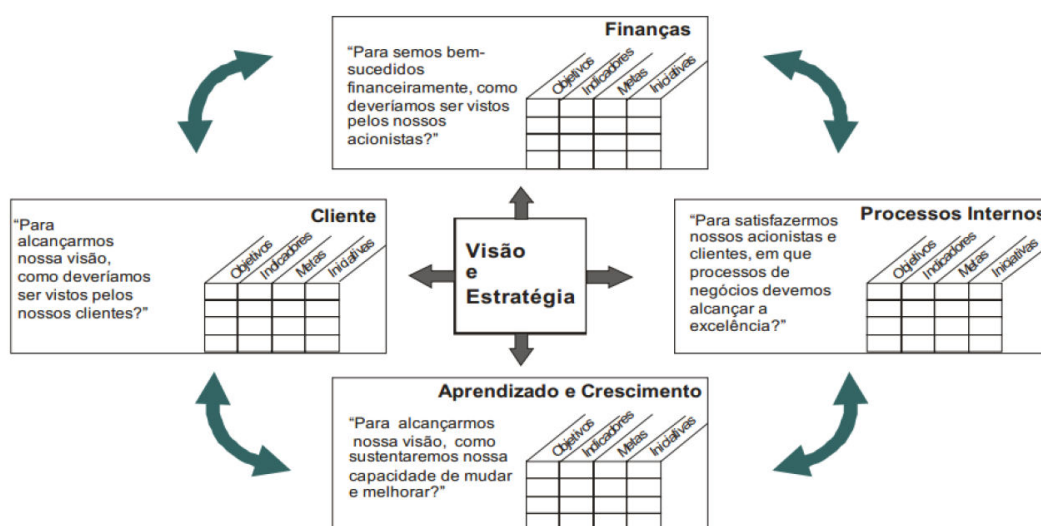 Finanças
“Para semos bem-
sucedidos
financeiramente, como
deveríamos ser vistos
pelos nossos
acionistas?”
Objetivos
Indicadores
Metas
Iniciativas
Cliente
“Para
alcançarmos
nossa visão,
como deveríamos
ser vistos pelos
nossos clientes?”
Objetivos
Indicadores
Metas
Iniciativas
Visão
e
Estratégia
Processos Internos
“Para satisfazermos
nossos acionistas e
clientes, em que
processos de
negócios devemos
alcançar a
excelência?”
Objetivos
Indicadores
Metas
Iniciativas
Aprendizado e Crescimento
“Para alcançarmos
nossa visão, como
sustentaremos nossa
capacidade de mudar
e melhorar?”
Objetivos
Indicadores
Metas
Iniciativas